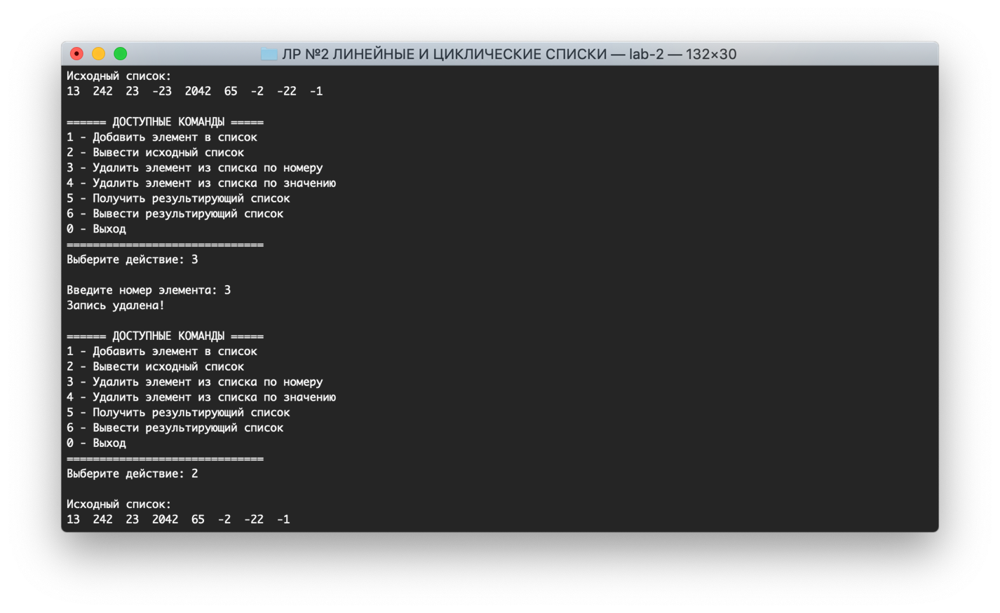 ЛР №2 ЛИНЕЙНЫЕ И ЦИКЛИЧЕСКИЕ СПИСКИ — lab-2 — 132×30
Исходный список:
13  242  23  -23  2042  65  -2  -22  -1
====== ДОСТУПНЫЕ КОМАНДЫ =====
1 - Добавить элемент в список
2 - Вывести исходный список
3 - Удалить элемент из списка по номеру
4 - Удалить элемент из списка по значению
5 - Получить результирующий список
6 - Вывести результирующий список
0 - Выход
==============================
Выберите действие: 3
Введите номер элемента: 3
Запись удалена!
====== ДОСТУПНЫЕ КОМАНДЫ =====
1 - Добавить элемент в список
2 - Вывести исходный список
3 - Удалить элемент из списка по номеру
4 - Удалить элемент из списка по значению
5 - Получить результирующий список
6 - Вывести результирующий список
0 - Выход
==============================
Выберите действие: 2
Исходный список:
13  242  23  2042  65  -2  -22  -1